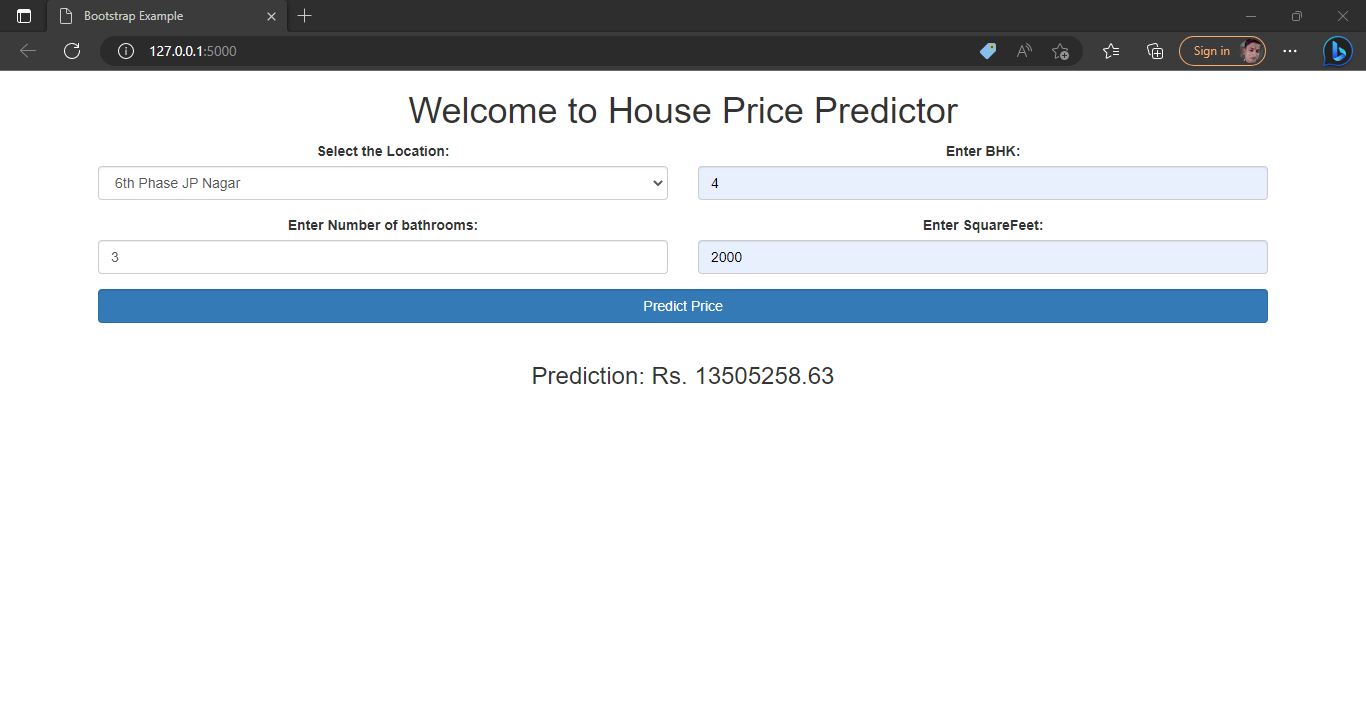 Bootstrap Example
127.0.0.1:5000
Sign in
Welcome to House Price Predictor
Select the Location:
Enter BHK:
6th Phase JP Nagar
4
Enter Number of bathrooms:
Enter SquareFeet:
3
2000
Predict Price
Prediction: Rs. 13505258.63